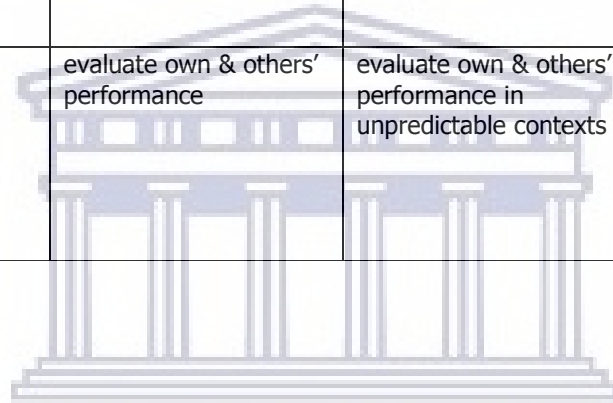 evaluate own & others'
performance
evaluate own & others'
performance in
unpredictable contexts